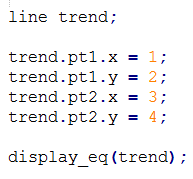 line trend;
trend.pt1.x = 1;
trend.pt1.y = 2;
trend.pt2.x = 3;
trend.pt2.y = 4;
display_eq(trend);